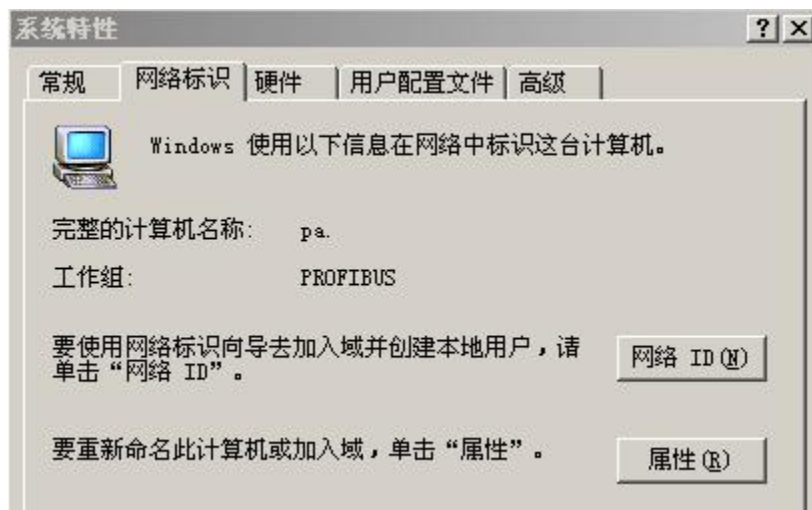 系统特性
常规 网络标识 硬件 用户配置文件 高级
Windows 使用以下信息在网络中标识这台计算机。
完整的计算机名称: pa.
工作组: PROFIBUS
要使用网络标识向导去加入域并创建本地用户，请
单击“网络 ID”。
网络 ID(N)
要重新命名此计算机或加入域，单击“属性”。
属性(R)